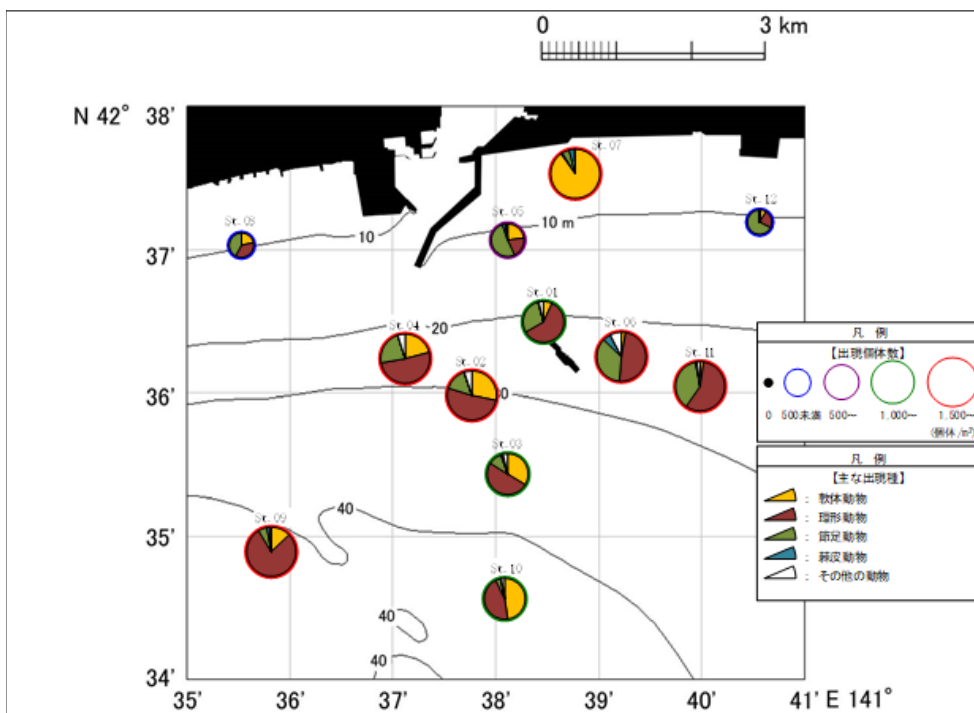 0 3 km
N 42° 38'
St.07
St.08
St.05
St.12
10
10 m
37'
St.01
St.04
20
St.06
St.02
St.11
36'
0
St.03
凡 例
【出現個体数】
0 500未満 500~ 1,000~ 1,500~
(個体/m²)
凡 例
【主な出現種】
: 軟体動物
: 環形動物
: 節足動物
: 棘皮動物
: その他の動物
St.09
40
35'
St.10
40
40
34'
35' 36' 37' 38' 39' 40' 41' E 141°